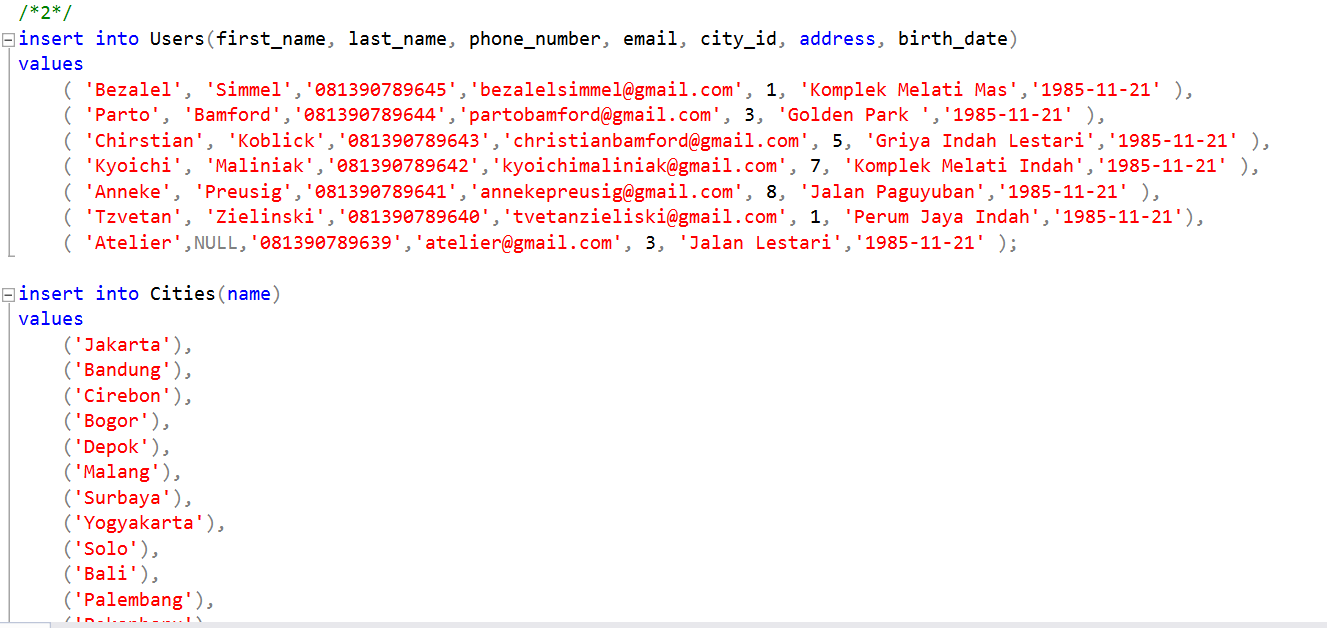 /*2*/
insert into Users(first_name, last_name, phone_number, email, city_id, address, birth_date)
values
( 'Bezalel', 'Simmel','081390789645','bezalelsimmel@gmail.com', 1, 'Komplek Melati Mas','1985-11-21' ),
( 'Parto', 'Bamford','081390789644','partobamford@gmail.com', 3, 'Golden Park ','1985-11-21' ),
( 'Chirstian', 'Koblick','081390789643','christianbamford@gmail.com', 5, 'Griya Indah Lestari','1985-11-21' ),
( 'Kyoichi', 'Maliniak','081390789642','kyoichimaliniak@gmail.com', 7, 'Komplek Melati Indah','1985-11-21' ),
( 'Anneke', 'Preusig','081390789641','annekepreusig@gmail.com', 8, 'Jalan Paguyuban','1985-11-21' ),
( 'Tzvetan', 'Zielinski','081390789640','tvetanzieliski@gmail.com', 1, 'Perum Jaya Indah','1985-11-21'),
( 'Atelier',NULL,'081390789639','atelier@gmail.com', 3, 'Jalan Lestari','1985-11-21' );
insert into Cities(name)
values
('Jakarta'),
('Bandung'),
('Cirebon'),
('Bogor'),
('Depok'),
('Malang'),
('Surbaya'),
('Yogyakarta'),
('Solo'),
('Bali'),
('Palembang'),